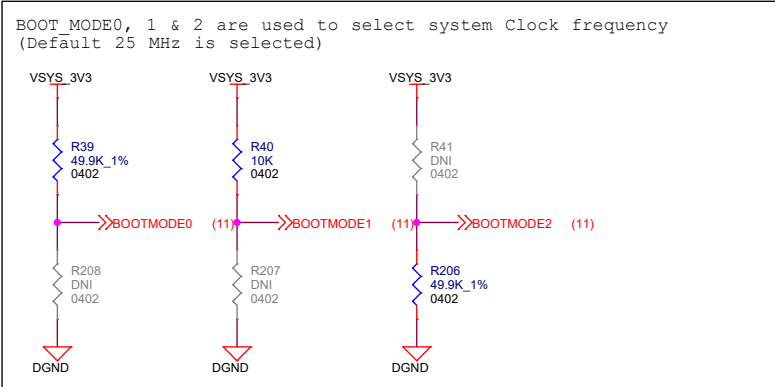 BOOT_MODE0, 1 & 2 are used to select system Clock frequency
(Default 25 MHz is selected)
VSYS_3V3 VSYS_3V3 VSYS_3V3
R39 R40 R41
49.9K_1% 10K DNI
0402 0402 0402
BOOTMODE0 (11) BOOTMODE1 (11) BOOTMODE2 (11)
R208 R207 R206
DNI DNI 49.9K_1%
0402 0402 0402
DGND DGND DGND